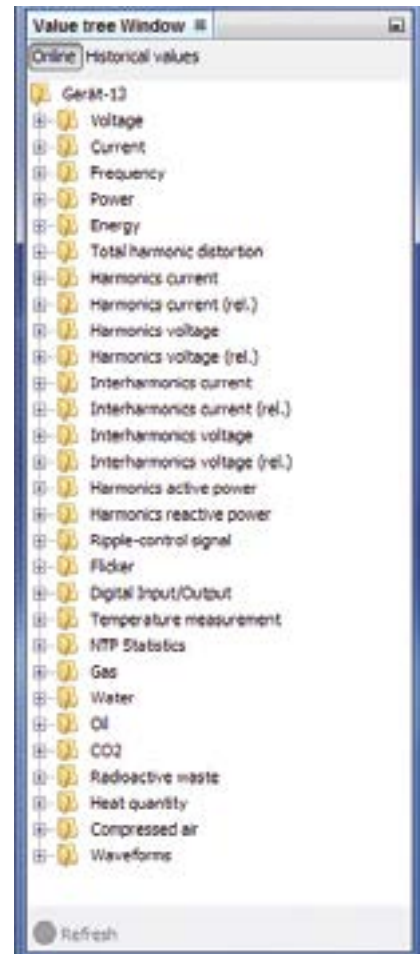 Value tree Window
Online Historical values
Gerät-13
Voltage
Current
Frequency
Power
Energy
Total harmonic distortion
Harmonics current
Harmonics current (rel.)
Harmonics voltage
Harmonics voltage (rel.)
Interharmonics current
Interharmonics current (rel.)
Interharmonics voltage
Interharmonics voltage (rel.)
Harmonics active power
Harmonics reactive power
Ripple-control signal
Flicker
Digital Input/Output
Temperature measurement
NTP Statistics
Gas
Water
Oil
CO2
Radioactive waste
Heat quantity
Compressed air
Waveforms
Refresh